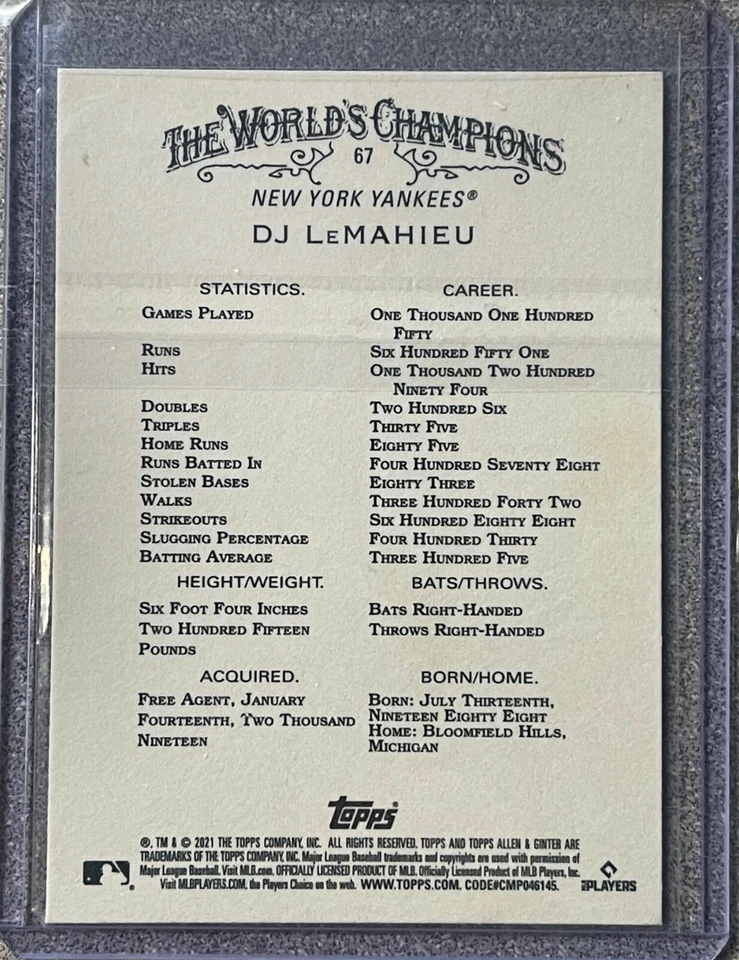 THE WORLD'S CHAMPIONS
67
NEW YORK YANKEES®
DJ LEMAHIEU
STATISTICS. CAREER.
GAMES PLAYED ONE THOUSAND ONE HUNDRED
FIFTY
RUNS SIX HUNDRED FIFTY ONE
HITS ONE THOUSAND TWO HUNDRED
NINETY FOUR
DOUBLES TWO HUNDRED SIX
TRIPLES THIRTY FIVE
HOME RUNS EIGHTY FIVE
RUNS BATTED IN FOUR HUNDRED SEVENTY EIGHT
STOLEN BASES EIGHTY THREE
WALKS THREE HUNDRED FORTY TWO
STRIKEOUTS SIX HUNDRED EIGHTY EIGHT
SLUGGING PERCENTAGE FOUR HUNDRED THIRTY
BATTING AVERAGE THREE HUNDRED FIVE
HEIGHT/WEIGHT. BATS/THROWS.
SIX FOOT FOUR INCHES BATS RIGHT-HANDED
TWO HUNDRED FIFTEEN THROWS RIGHT-HANDED
POUNDS
ACQUIRED. BORN/HOME.
FREE AGENT, JANUARY BORN: JULY THIRTEENTH,
FOURTEENTH, TWO THOUSAND NINETEEN EIGHTY EIGHT
NINETEEN HOME: BLOOMFIELD HILLS,
MICHIGAN
Topps
®, TM & © 2021 THE TOPPS COMPANY, INC. ALL RIGHTS RESERVED. TOPPS AND TOPPS ALLEN & GINTER ARE
TRADEMARKS OF THE TOPPS COMPANY, INC. Major League Baseball trademarks and copyrights are used with permission of
Major League Baseball. Visit MLB.com. OFFICIALLY LICENSED PRODUCT OF MLB. Officially Licensed Product of MLB Players, Inc.
Visit MLBPLAYERS.COM, the Players Choice on the web. WWW.TOPPS.COM. CODE#CMP046145.
MLB PLAYERS